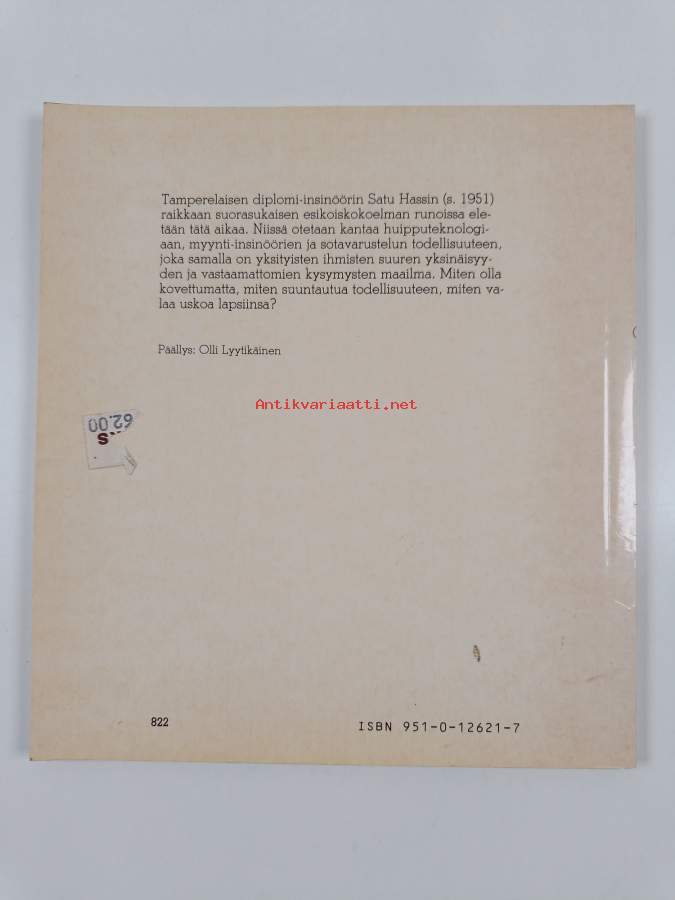 Tamperelaisen diplomi-insinöörin Satu Hassin (s. 1951)
raikkaan suorasukaisen esikoiskokoelman runoissa ele-
tään tätä aikaa. Niissä otetaan kantaa huipputeknologi-
aan, myynti-insinöörien ja sotavarustelun todellisuuteen,
joka samalla on yksityisten ihmisten suuren yksinäisyy-
den ja vastaamattomien kysymysten maailma. Miten olla
kovettumatta, miten suuntautua todellisuuteen, miten va-
laa uskoa lapsiinsa?
Päällys: Olli Lyytikäinen
Antikvariaatti.net
62.00
822
ISBN 951-0-12621-7